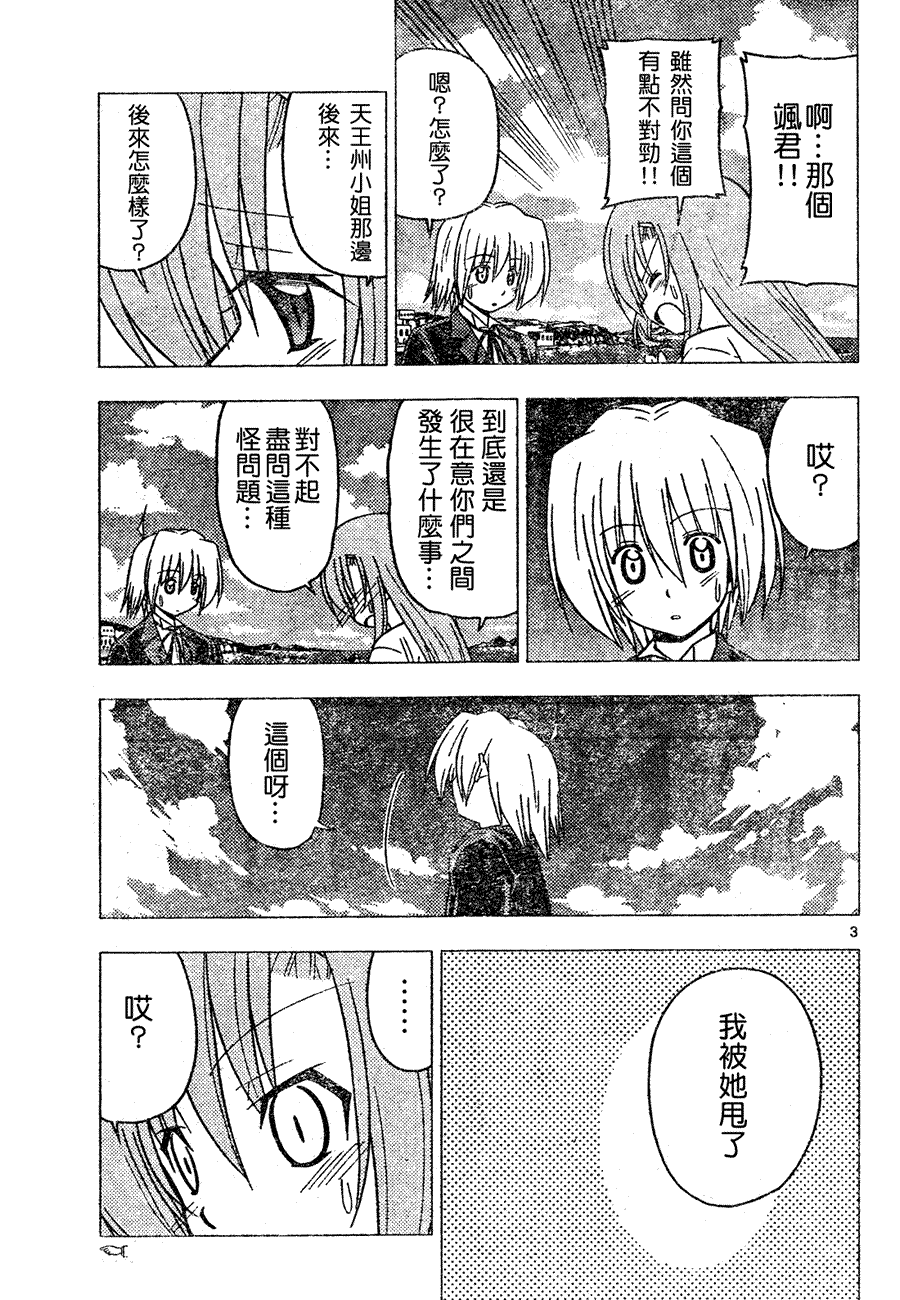 啊…那個
颯君!!
雖然問你這個
有點不對勁!!
嗯？怎麼了？
天王州小姐那邊
後來…
後來怎麼樣了？
哎？
到底還是
很在意你們之間
發生了什麼事…
對不起
盡問這種
怪問題…
這個呀…
3
我被她甩了
……
哎？